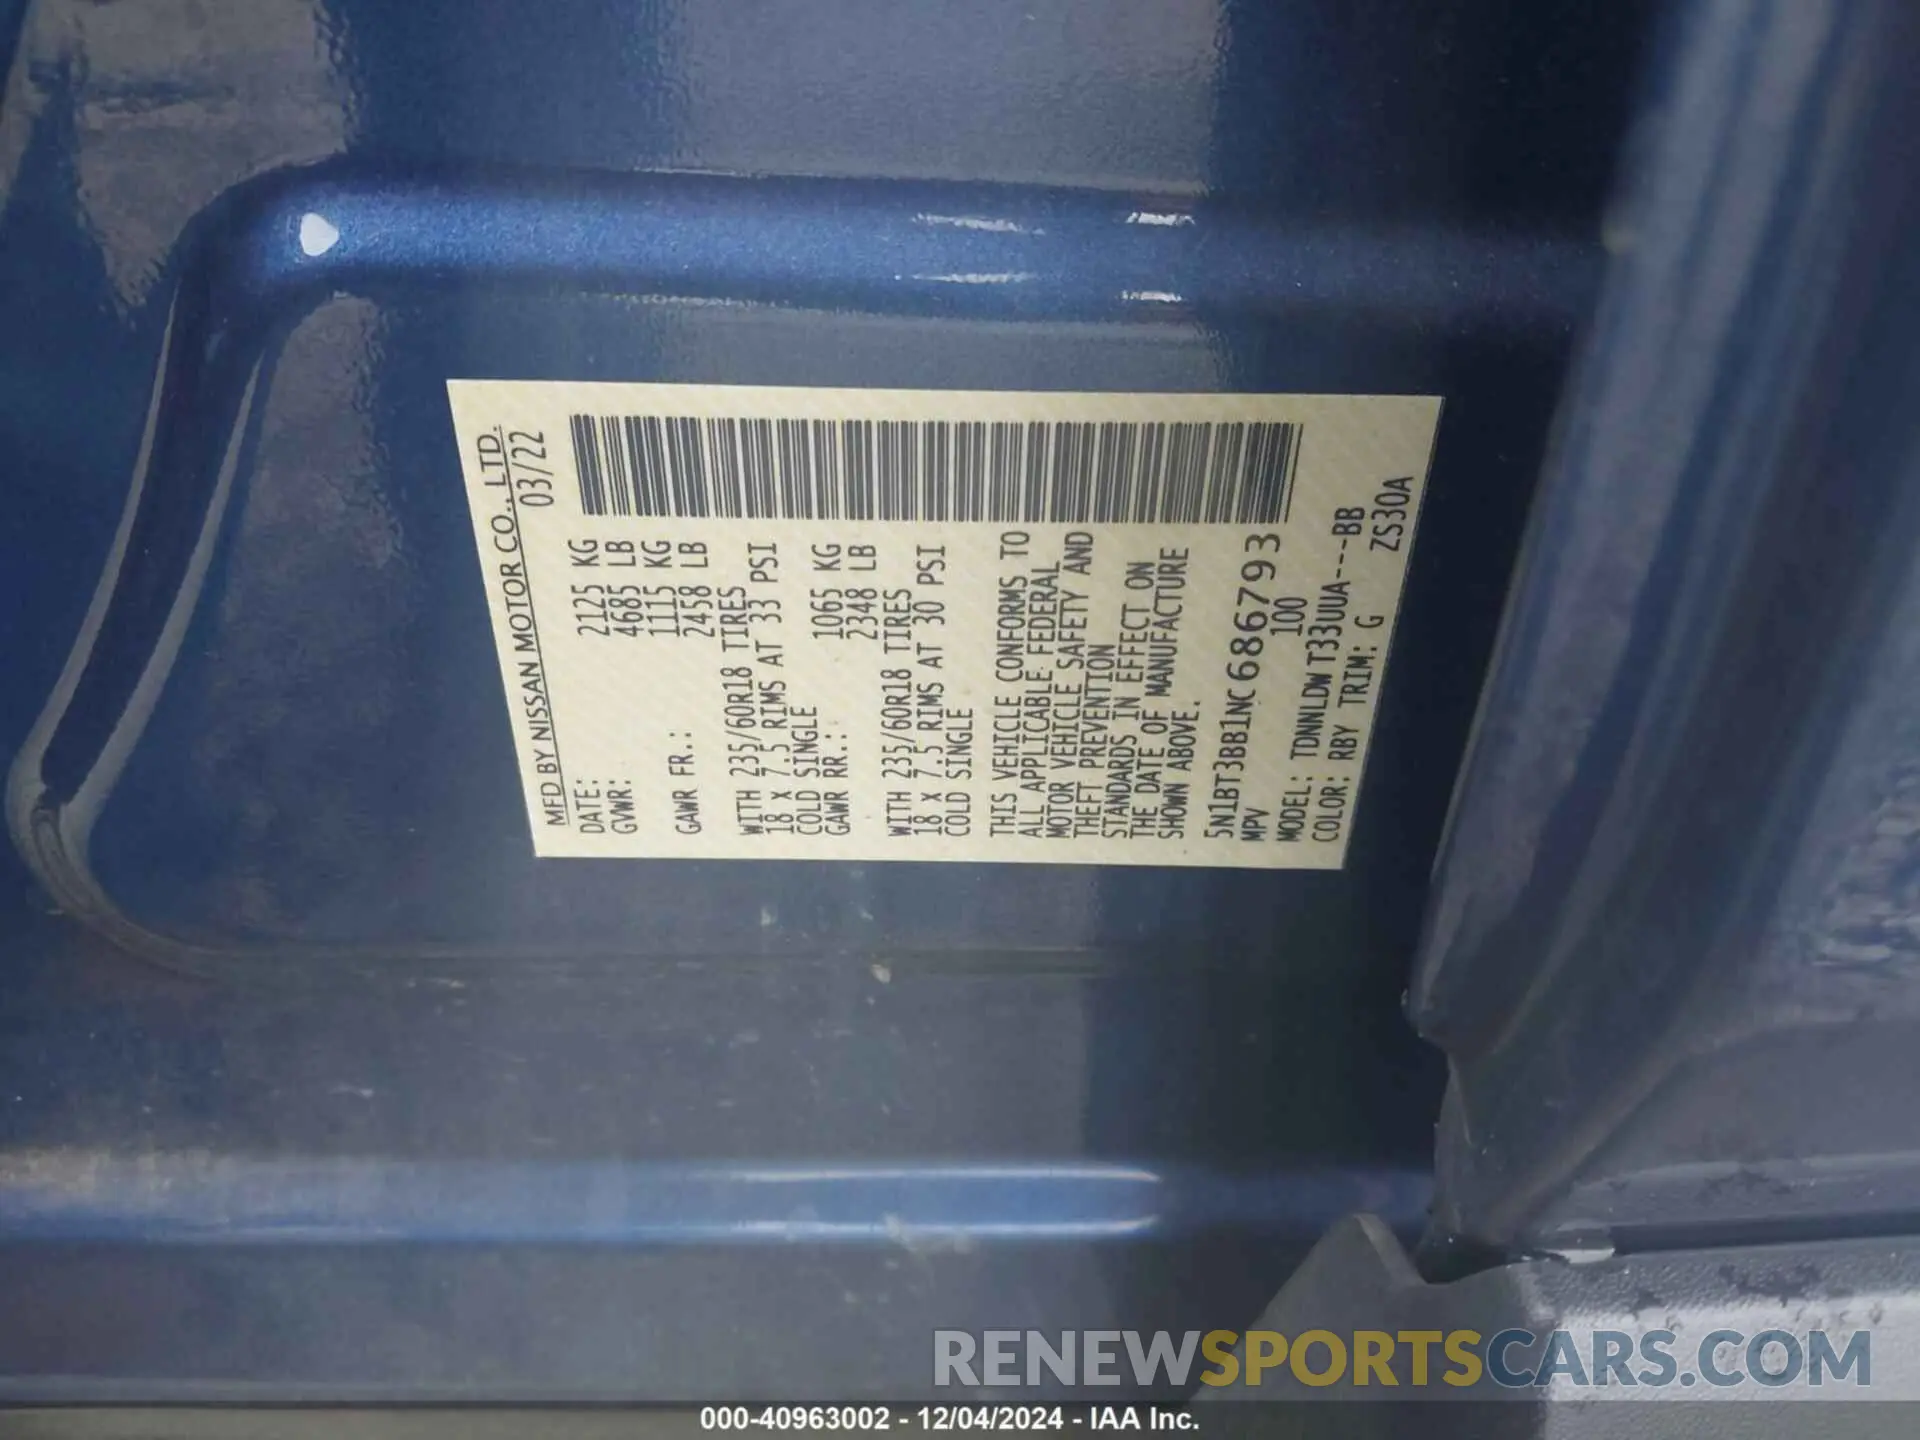 MFD BY NISSAN MOTOR CO., LTD.
DATE: 03/22
GVWR: 2125 KG
4685 LB
GAWR FR.: 1115 KG
2458 LB
WITH 235/60R18 TIRES
18 x 7.5 RIMS AT 33 PSI
COLD SINGLE
GAWR RR.: 1065 KG
2348 LB
WITH 235/60R18 TIRES
18 x 7.5 RIMS AT 30 PSI
COLD SINGLE
THIS VEHICLE CONFORMS TO
ALL APPLICABLE FEDERAL
MOTOR VEHICLE SAFETY AND
THEFT PREVENTION
STANDARDS IN EFFECT ON
THE DATE OF MANUFACTURE
SHOWN ABOVE.
5N1BT3BB1NC686793
MPV 100
MODEL: TDNNLDW T33UUA---BB
COLOR: RBY TRIM: G ZS30A
RENEWSPORTSCARS.COM
000-40963002 - 12/04/2024 - IAA Inc.